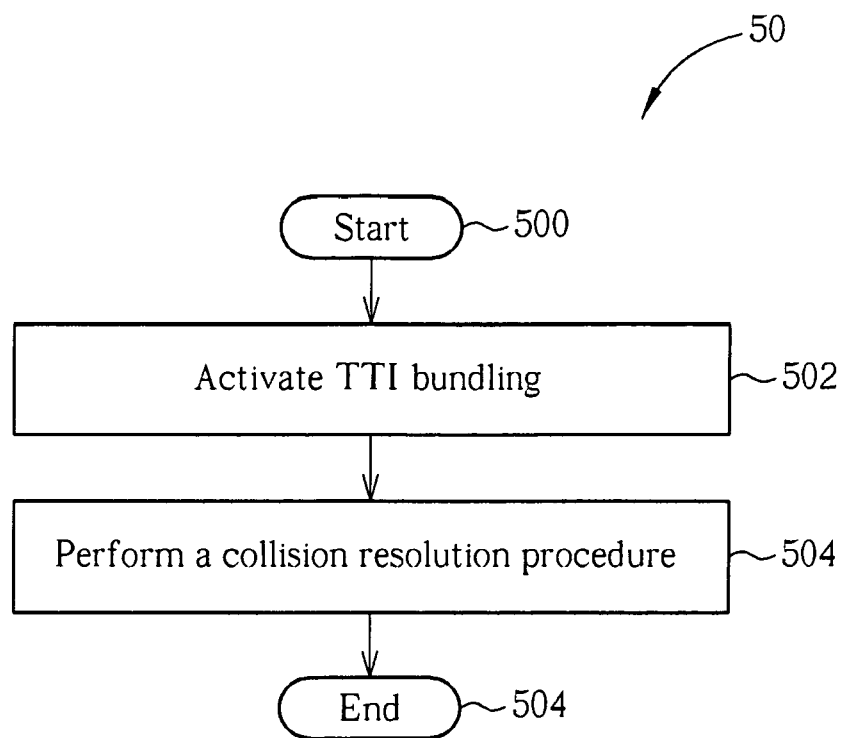 50
Start 500
Activate TTI bundling 502
Perform a collision resolution procedure 504
End 504